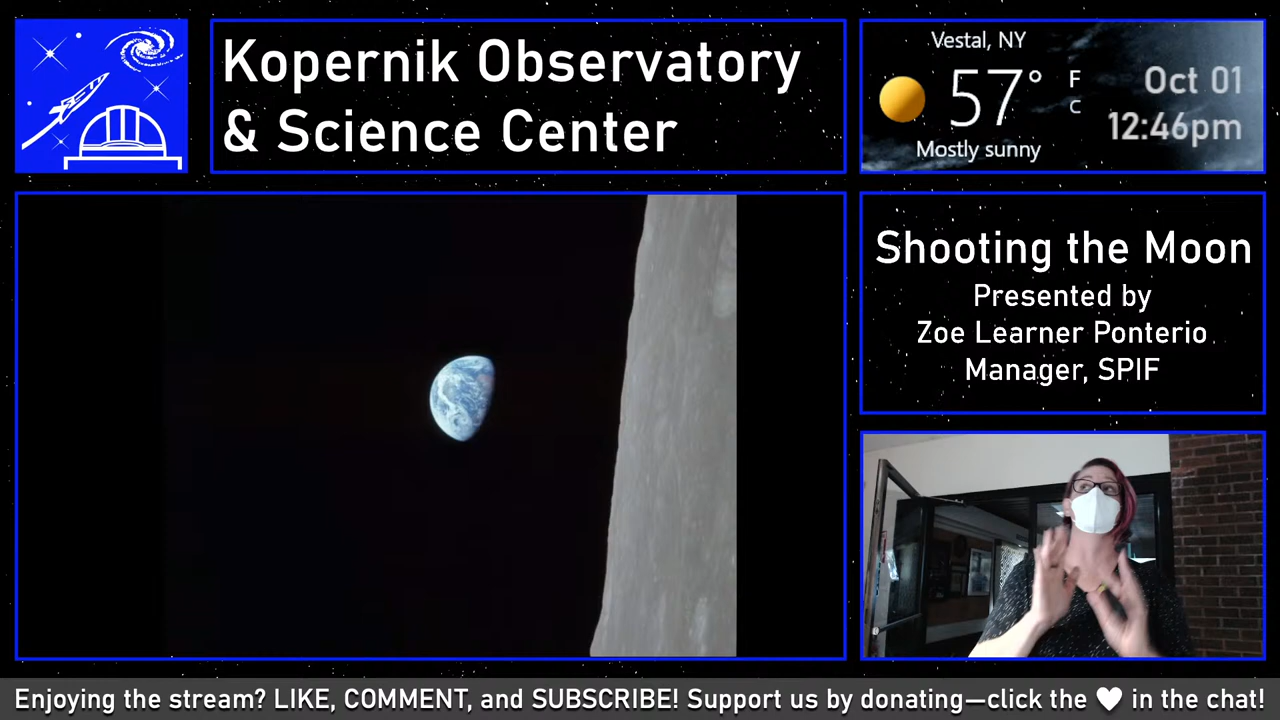 Kopernik Observatory
& Science Center
Vestal, NY
57°
F
C
Mostly sunny
Oct 01
12:46pm
Shooting the Moon
Presented by
Zoe Learner Ponterio
Manager, SPIF
Enjoying the stream? LIKE, COMMENT, and SUBSCRIBE! Support us by donating—click the ♥ in the chat!